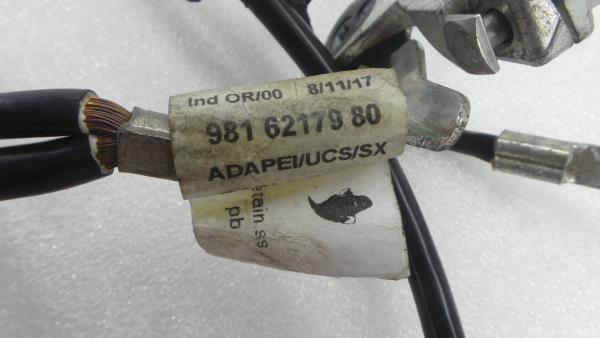 Ind OR/00 8/11/17
981 62179 80
ADAPEI/UCS/SX
pb